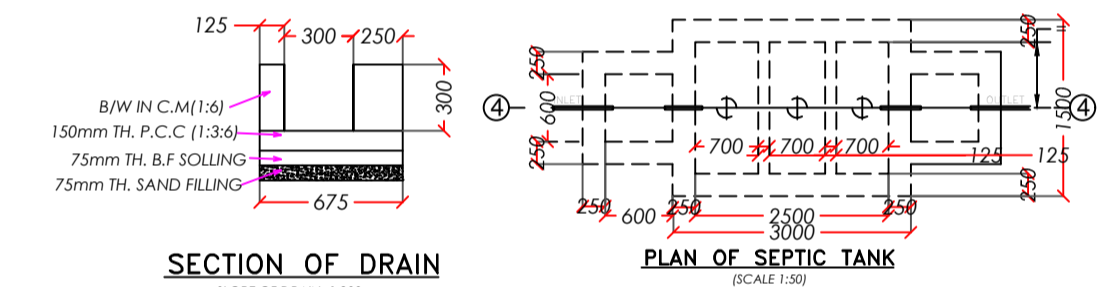 125
300
250
300
B/W IN C.M(1:6)
150mm TH. P.C.C (1:3:6)
75mm TH. B.F SOLLING
75mm TH. SAND FILLING
675
SECTION OF DRAIN
250
600
250
4
INLET
OUTLET
4
250
1500
250
700
700
700
125
125
250
600
250
2500
250
3000
PLAN OF SEPTIC TANK
(SCALE 1:50)